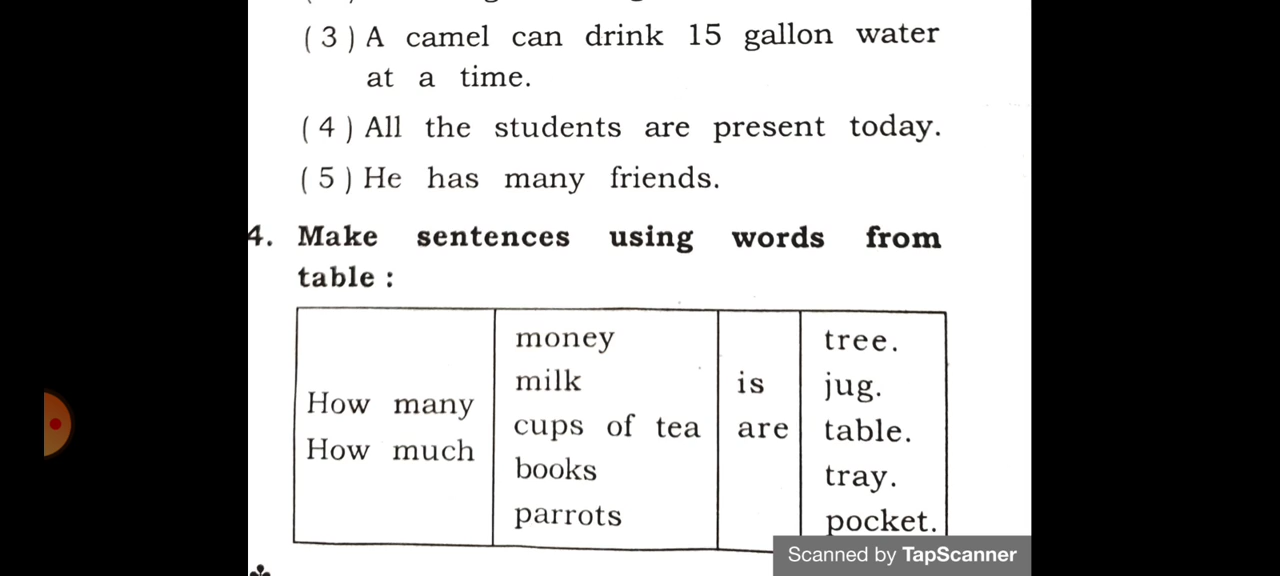 ( 3 ) A camel can drink 15 gallon water
at a time.
( 4 ) All the students are present today.
( 5 ) He has many friends.
4. Make sentences using words from
table :
How many
How much
money
milk
cups of tea
books
parrots
is
are
tree.
jug.
table.
tray.
pocket.
Scanned by TapScanner